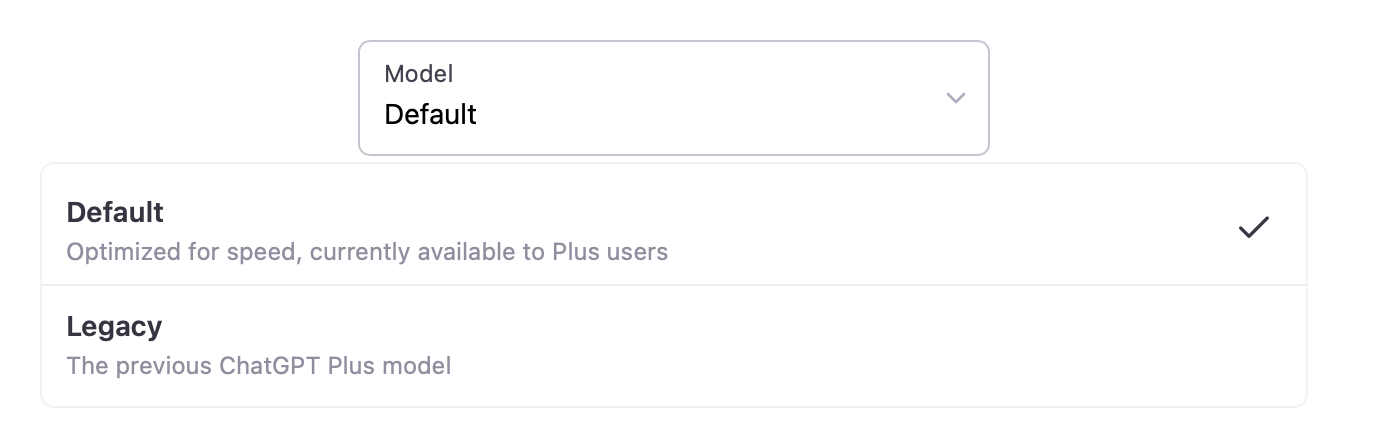 Model
Default
Default
Optimized for speed, currently available to Plus users
Legacy
The previous ChatGPT Plus model